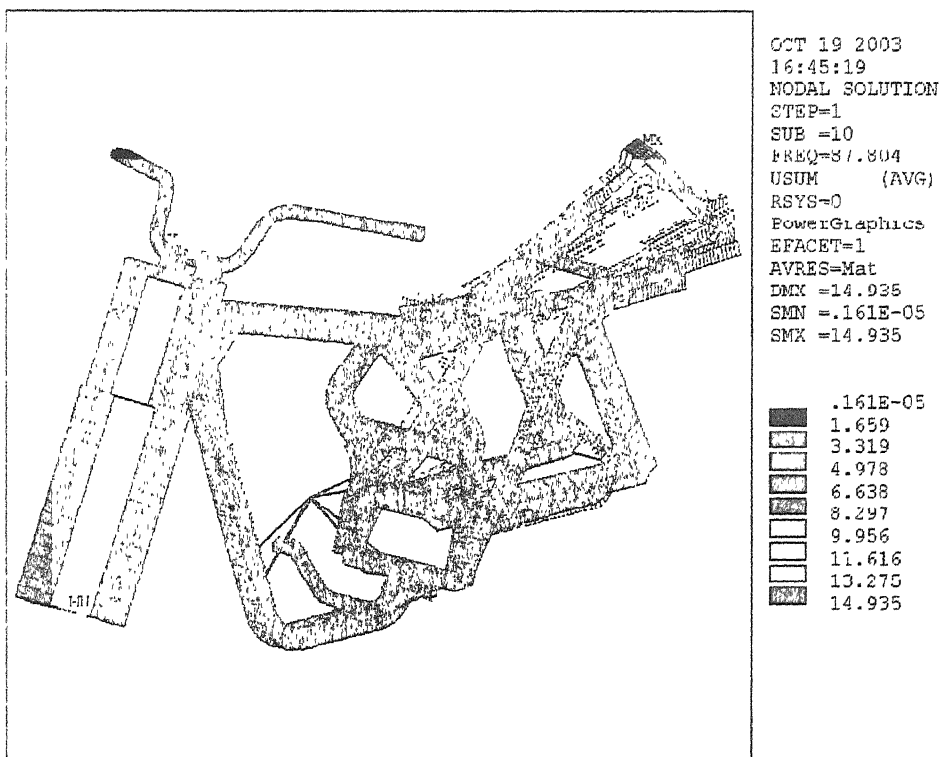 OCT 19 2003
16:45:19
NODAL SOLUTION
STEP=1
SUB =10
FREQ=87.804
USUM (AVG)
RSYS=0
PowerGraphics
EFACET=1
AVRES=Mat
DMX =14.935
SMN =.161E-05
SMX =14.935
MX
.161E-05
1.659
3.319
4.978
6.638
8.297
9.956
11.616
13.275
14.935